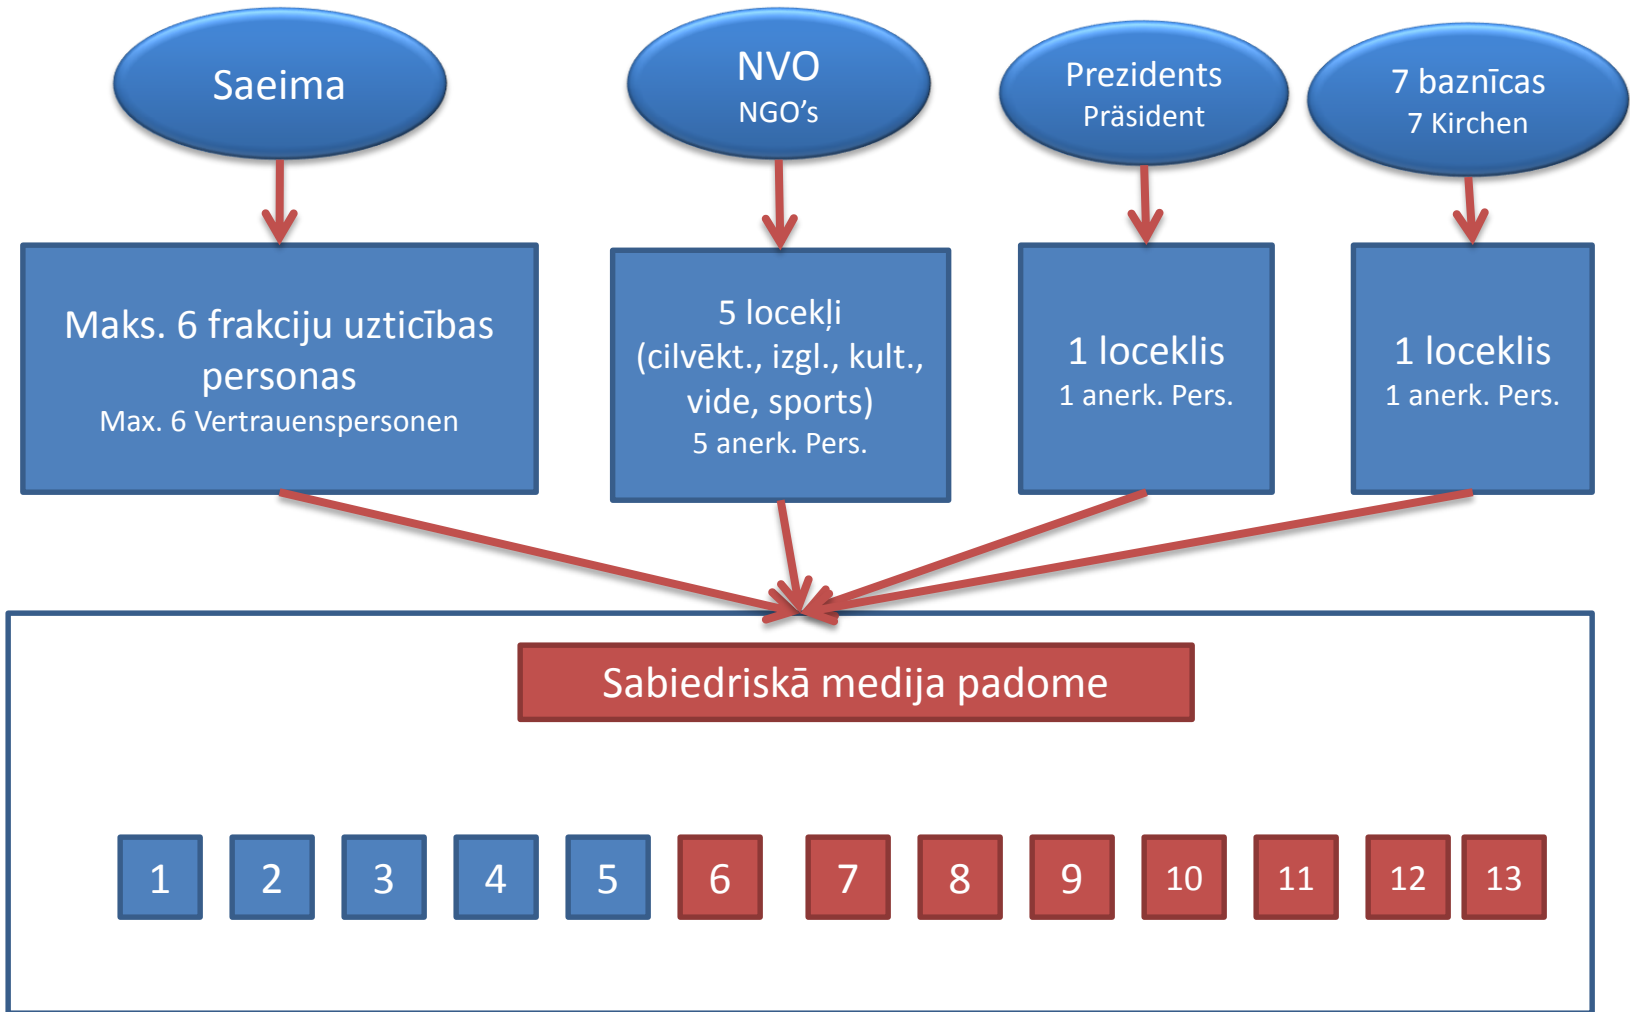 Saeima
NVO
NGO's
Prezidents
Präsident
7 baznīcas
7 Kirchen
Maks. 6 frakciju uzticības
personas
Max. 6 Vertrauenspersonen
5 locekļi
(cilvēkt., izgl., kult.,
vide, sports)
5 anerk. Pers.
1 loceklis
1 anerk. Pers.
1 loceklis
1 anerk. Pers.
Sabiedriskā medija padome
1 2 3 4 5 6 7 8 9 10 11 12 13